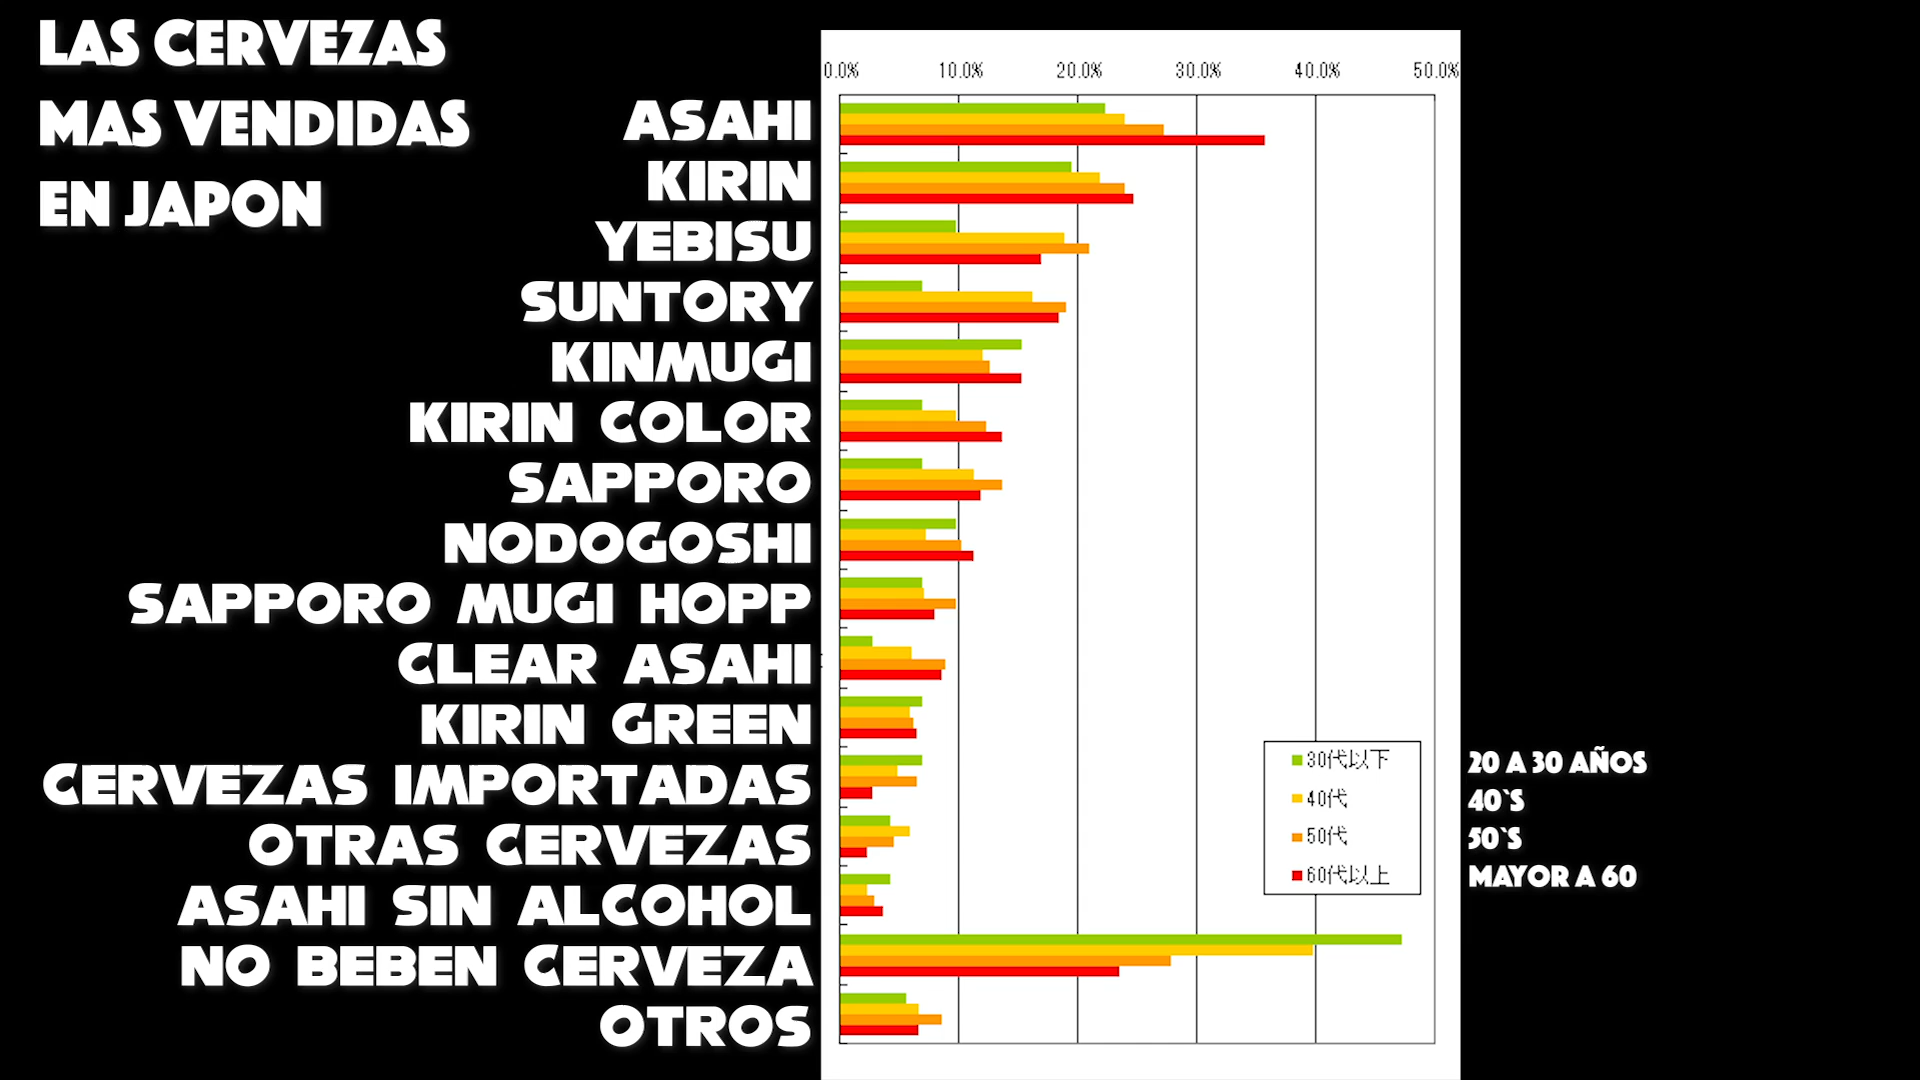 LAS CERVEZAS
MAS VENDIDAS
EN JAPON
0.0% 10.0% 20.0% 30.0% 40.0% 50.0%
ASAHI
KIRIN
YEBISU
SUNTORY
KINMUGI
KIRIN COLOR
SAPPORO
NODOGOSHI
SAPPORO MUGI HOPP
CLEAR ASAHI
KIRIN GREEN
CERVEZAS IMPORTADAS
OTRAS CERVEZAS
ASAHI SIN ALCOHOL
NO BEBEN CERVEZA
OTROS
30代以下 20 A 30 AÑOS
40代 40`S
50代 50`S
60代以上 MAYOR A 60